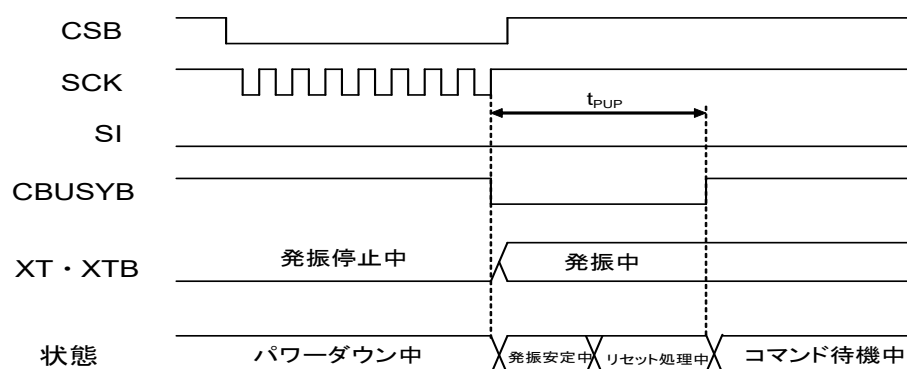 CSB
SCK
tPUP
SI
CBUSYB
XT・XTB 発振停止中 発振中
状態 パワーダウン中 発振安定中 リセット処理中 コマンド待機中